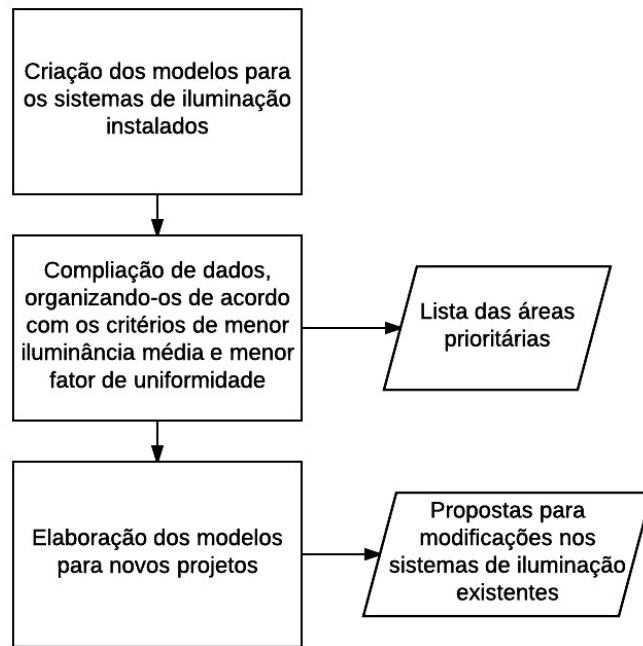 Criação dos modelos para
os sistemas de iluminação
instalados
Compliação de dados,
organizando-os de acordo
com os critérios de menor
iluminância média e menor
fator de uniformidade
Lista das áreas
prioritárias
Elaboração dos modelos
para novos projetos
Propostas para
modificações nos
sistemas de iluminação
existentes